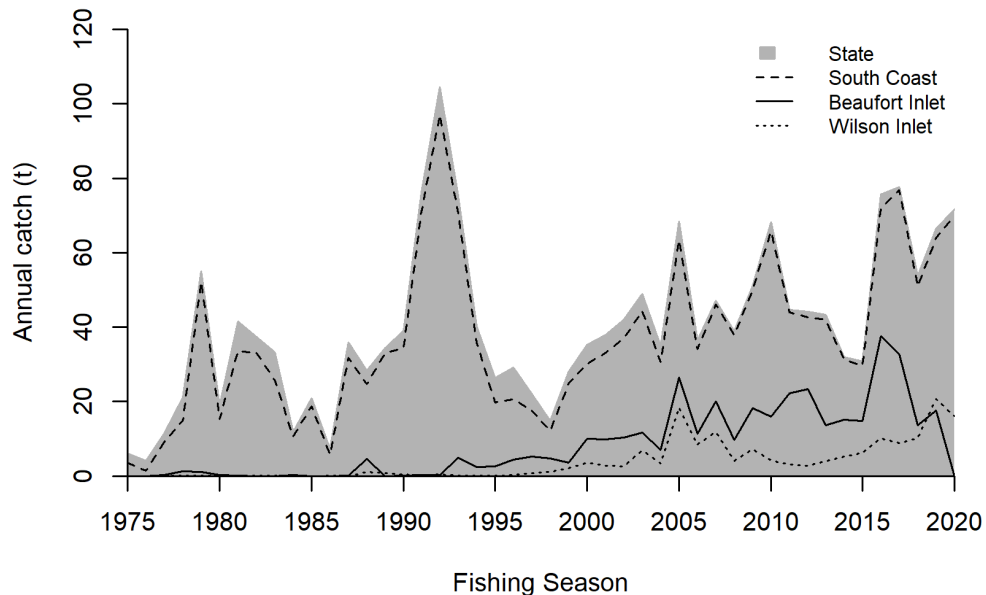 120
100
80
60
40
20
0
Annual catch (t)
State
South Coast
Beaufort Inlet
Wilson Inlet
1975 1980 1985 1990 1995 2000 2005 2010 2015 2020
Fishing Season